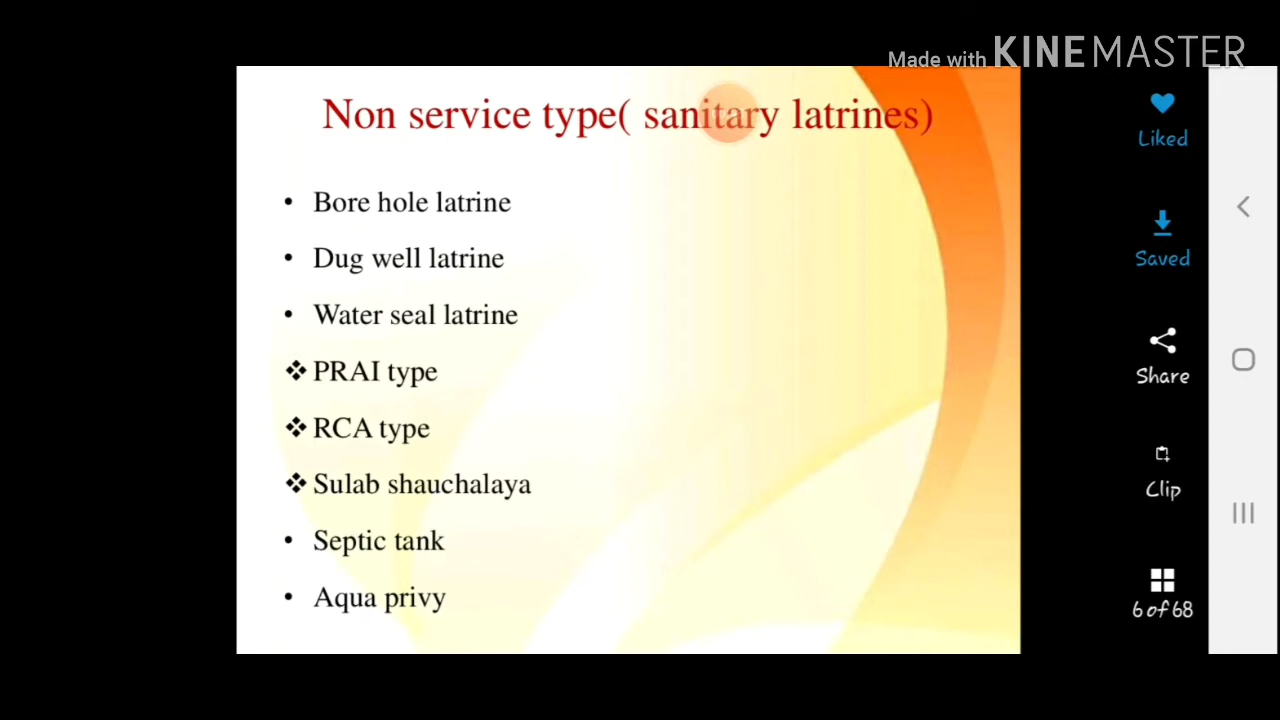 Made with KINEMASTER
Non service type( sanitary latrines)
• Bore hole latrine
• Dug well latrine
• Water seal latrine
❖ PRAI type
❖ RCA type
❖ Sulab shauchalaya
• Septic tank
• Aqua privy
Liked
Saved
Share
Clip
6 of 68